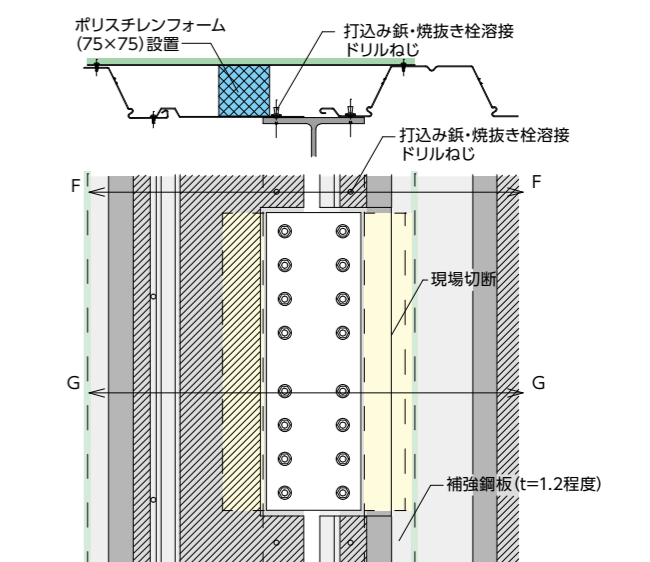 ポリスチレンフォーム
(75×75)設置
打込み鋲・焼抜き栓溶接
ドリルねじ
打込み鋲・焼抜き栓溶接
ドリルねじ
F
F
現場切断
G
G
補強鋼板(t=1.2程度)